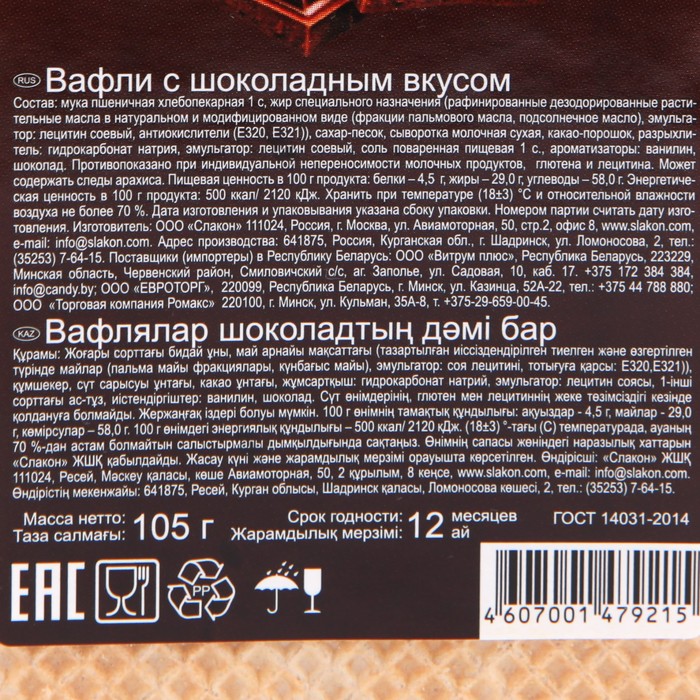 RUS Вафли с шоколадным вкусом
Состав: мука пшеничная хлебопекарная 1 с, жир специального назначения (рафинированные дезодорированные расти-
тельные масла в натуральном и модифицированном виде (фракции пальмового масла, подсолнечное масло), эмульга-
тор: лецитин соевый, антиокислители (Е320, Е321)), сахар-песок, сыворотка молочная сухая, какао-порошок, разрыхли-
тель: гидрокарбонат натрия, эмульгатор: лецитин соевый, соль поваренная пищевая 1 с., ароматизаторы: ванилин,
шоколад. Противопоказано при индивидуальной непереносимости молочных продуктов, глютена и лецитина. Может
содержать следы арахиса. Пищевая ценность в 100 г продукта: белки – 4,5 г, жиры – 29,0 г, углеводы – 58,0 г. Энергетиче-
ская ценность в 100 г продукта: 500 ккал/ 2120 кДж. Хранить при температуре (18±3) °С и относительной влажности
воздуха не более 70 %. Дата изготовления и упаковывания указана сбоку упаковки. Номером партии считать дату изго-
товления. Изготовитель: ООО «Слакон» 111024, Россия, г. Москва, ул. Авиамоторная, 50, стр.2, офис 8, www.slakon.com,
e-mail: info@slakon.com. Адрес производства: 641875, Россия, Курганская обл., г. Шадринск, ул. Ломоносова, 2, тел.:
(35253) 7-64-15. Поставщики (импортеры) в Республику Беларусь: ООО «Витрум плюс», Республика Беларусь, 223229,
Минская область, Червенский район, Смиловичский с/с, аг. Заполье, ул. Садовая, 10, каб. 17. +375 172 384 384,
info@candy.by; ООО «ЕВРОТОРГ», 220099, Республика Беларусь, г. Минск, ул. Казинца, 52А-22, тел.: +375 44 788 880;
ООО «Торговая компания Ромакс» 220100, г. Минск, ул. Кульман, 35А-8, т. +375-29-659-00-45.
KAZ Вафлялар шоколадтың дәмі бар
Құрамы: Жоғары сорттағы бидай ұны, май арнайы мақсаттағы (тазартылған иіссіздендірілген тиелген және өзгертілген
түрінде майлар (пальма майы фракциялары, күнбағыс майы), эмульгатор: соя лецитині, тотығуға қарсы: Е320,Е321)),
құмшекер, сүт сарысуы ұнтағы, какао ұнтағы, жұмсартқыш: гидрокарбонат натрий, эмульгатор: лецитин соясы, 1-інші
сорттағы ас-тұз, иістендіргіштер: ванилин, шоколад. Сүт өнімдерінің, глютен мен лецитиннің жеке төзімсіздігі кезінде
қолдануға болмайды. Жержаңғақ іздері болуы мүмкін. 100 г өнімнің тамақтық құндылығы: ақуыздар - 4,5 г, майлар - 29,0
г, көмірсулар – 58,0 г. 100 г өнімдегі энергиялық құндылығы – 500 ккал/ 2120 кДж. (18±3) °-тағы (С) температурада, ауаның
70 %-дан астам болмайтын салыстырмалы дымқылдығында сақтаңыз. Өнімнің сапасы жөніндегі наразылық хаттарын
«Слакон» ЖШҚ қабылдайды. Жасау күні және жарамдылық мерзімі орауышта көрсетілген. Өндірішсі: «Слакон» ЖШҚ
111024, Ресей, Мәскеу қаласы, көше Авиамоторная, 50, 2 құрылым, 8 кеңсе, www.slakon.com, e-mail: info@slakon.com.
Өндірістің мекенжайы: 641875, Ресей, Курган облысы, Шадринск қаласы, Ломоносова көшесі, 2, тел.: (35253) 7-64-15.
Масса нетто: 105 г Срок годности: 12 месяцев ГОСТ 14031-2014
Таза салмағы: Жарамдылық мерзімі: ай
ЕАС PP
4 607001 479215